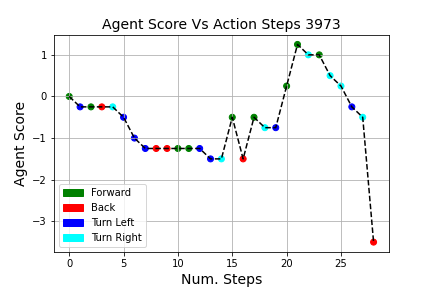 Agent Score Vs Action Steps 3973
Agent Score
1
0
−1
−2
−3
Forward
Back
Turn Left
Turn Right
0 5 10 15 20 25
Num. Steps